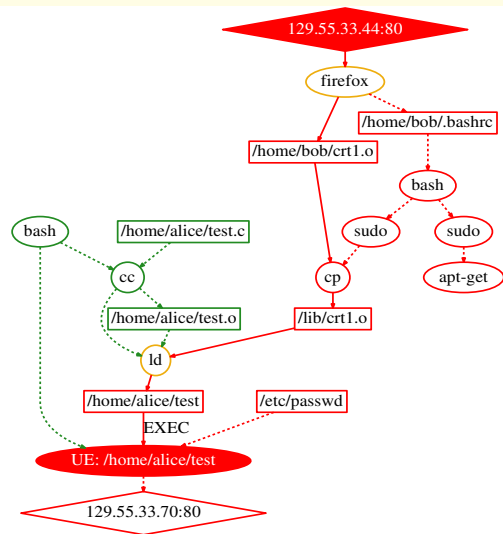 129.55.33.44:80
firefox
/home/bob/.bashrc
/home/bob/crt1.o
bash
bash
/home/alice/test.c
sudo
sudo
cc
cp
apt-get
/home/alice/test.o
/lib/crt1.o
ld
/home/alice/test
/etc/passwd
EXEC
UE: /home/alice/test
129.55.33.70:80